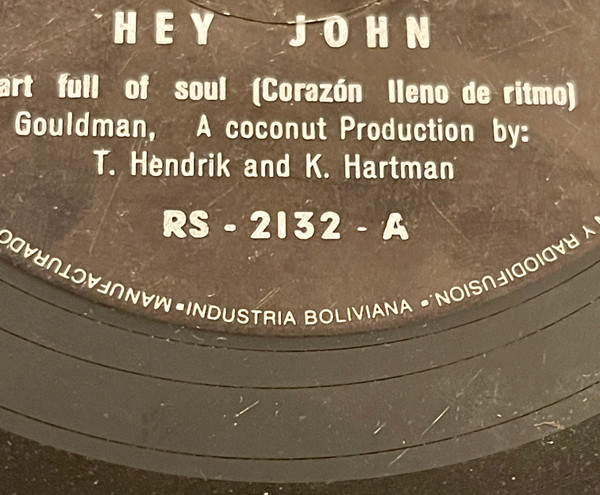 HEY JOHN
art full of soul (Corazón lleno de ritmo)
Gouldman, A coconut Production by:
T. Hendrik and K. Hartman
RS - 2132 - A
N Y RADIODIFUSION. • INDUSTRIA BOLIVIANA • MANUFACTURADO